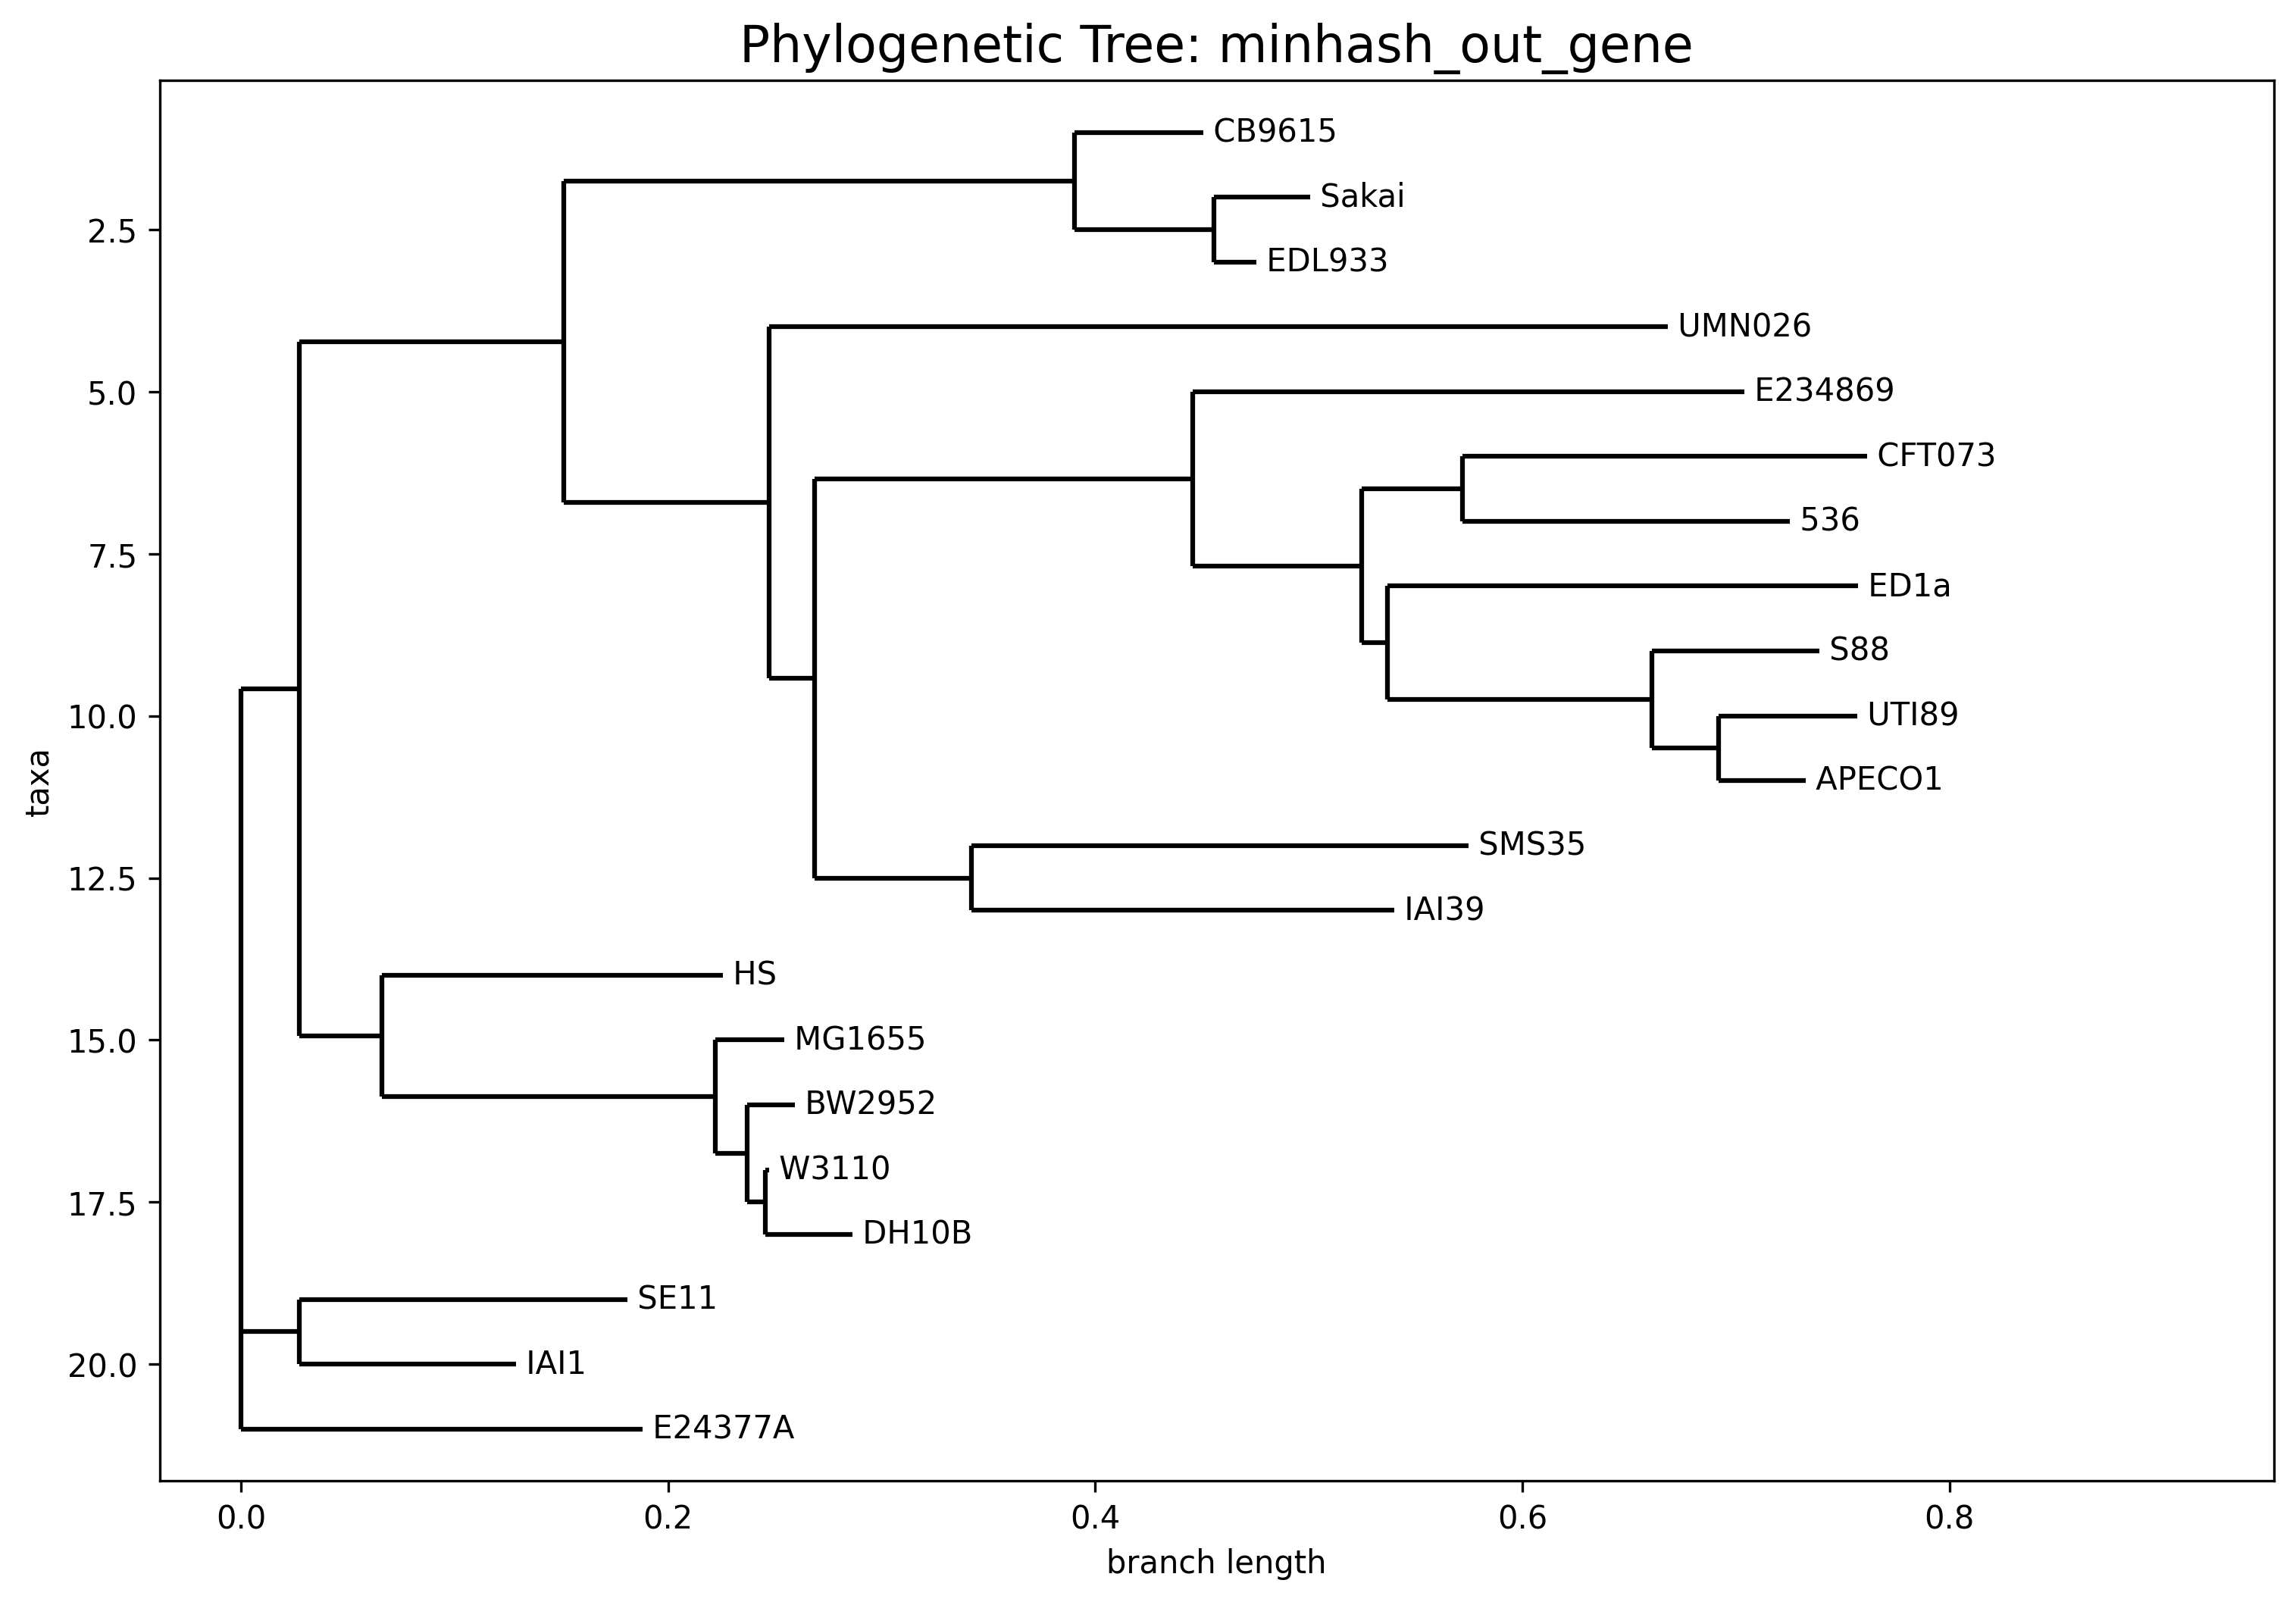 Phylogenetic Tree: minhash_out_gene
CB9615
Sakai
EDL933
UMN026
E234869
CFT073
536
ED1a
S88
UTI89
APECO1
SMS35
IAI39
HS
MG1655
BW2952
W3110
DH10B
SE11
IAI1
E24377A
2.5
5.0
7.5
10.0
12.5
15.0
17.5
20.0
taxa
0.0 0.2 0.4 0.6 0.8
branch length